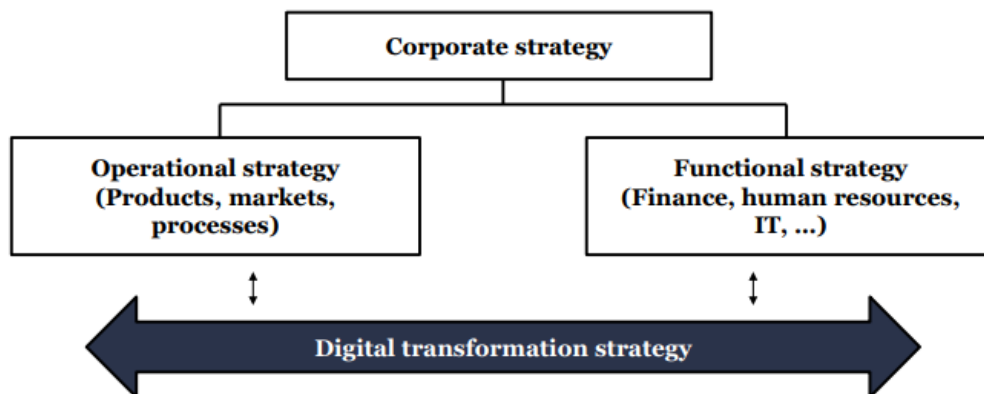 Corporate strategy
Operational strategy
(Products, markets,
processes)
Functional strategy
(Finance, human resources,
IT, ...)
Digital transformation strategy